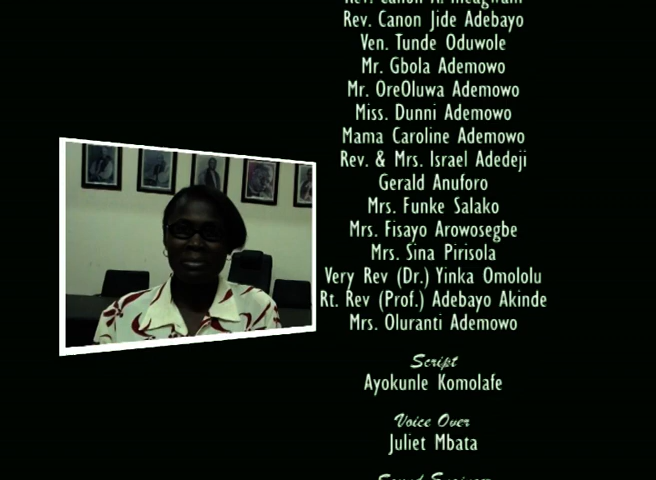 Rev. Canon Jide Adebayo
Ven. Tunde Oduwole
Mr. Gbola Ademowo
Mr. OreOluwa Ademowo
Miss. Dunni Ademowo
Mama Caroline Ademowo
Rev. & Mrs. Israel Adedeji
Gerald Anuforo
Mrs. Funke Salako
Mrs. Fisayo Arowosegbe
Mrs. Sina Pirisola
Very Rev (Dr.) Yinka Omololu
Rt. Rev (Prof.) Adebayo Akinde
Mrs. Oluranti Ademowo
Script
Ayokunle Komolafe
Voice Over
Juliet Mbata